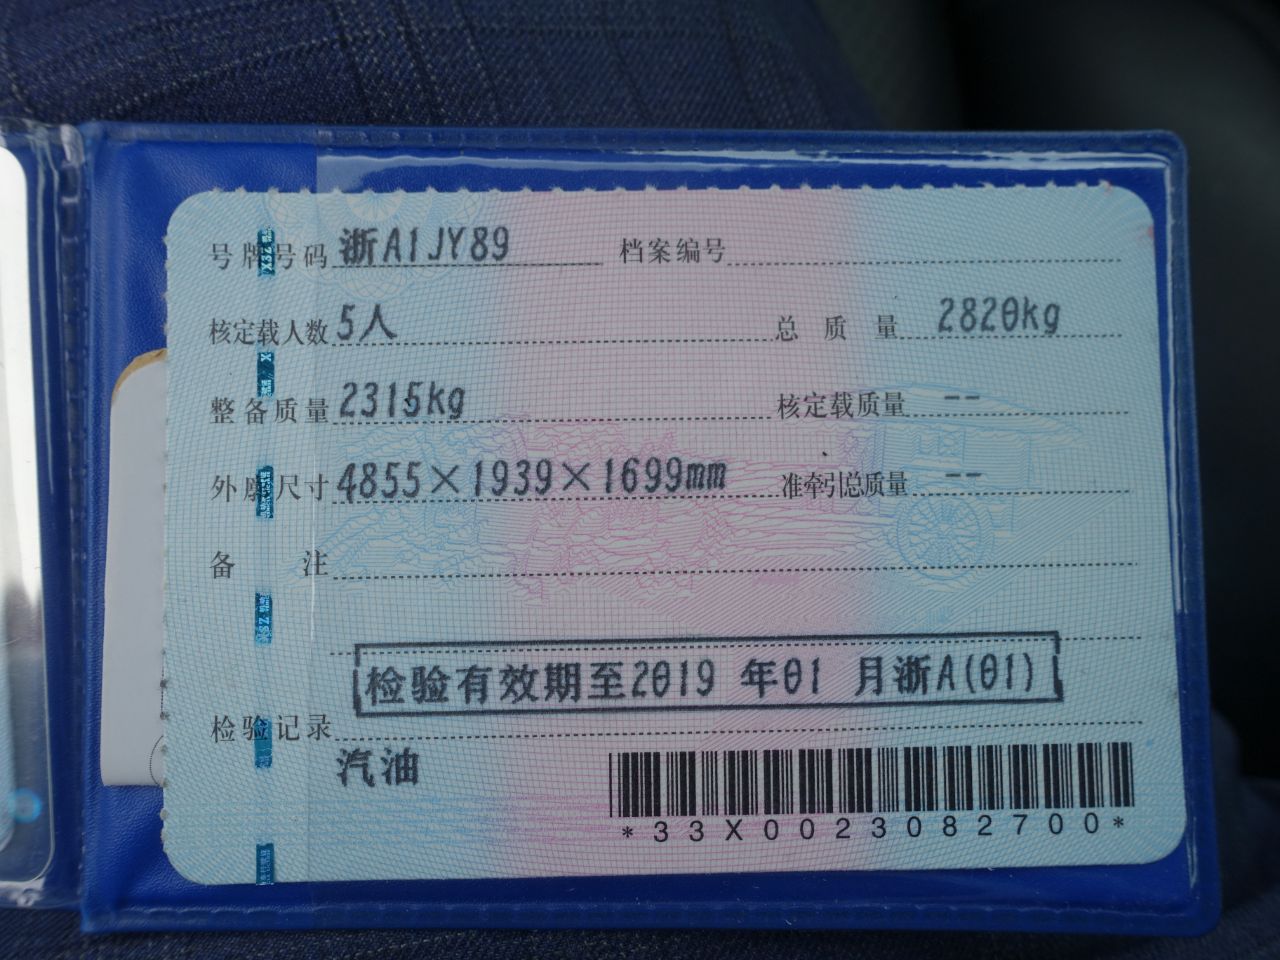 号牌号码 浙A1JY89 档案编号
核定载人数 5人 总质量 2820kg
整备质量 2315kg 核定载质量 --
外廓尺寸 4855×1939×1699mm 准牵引总质量 --
备注
检验有效期至2019年01月浙A(01)
检验记录
汽油
*33X0023082700*